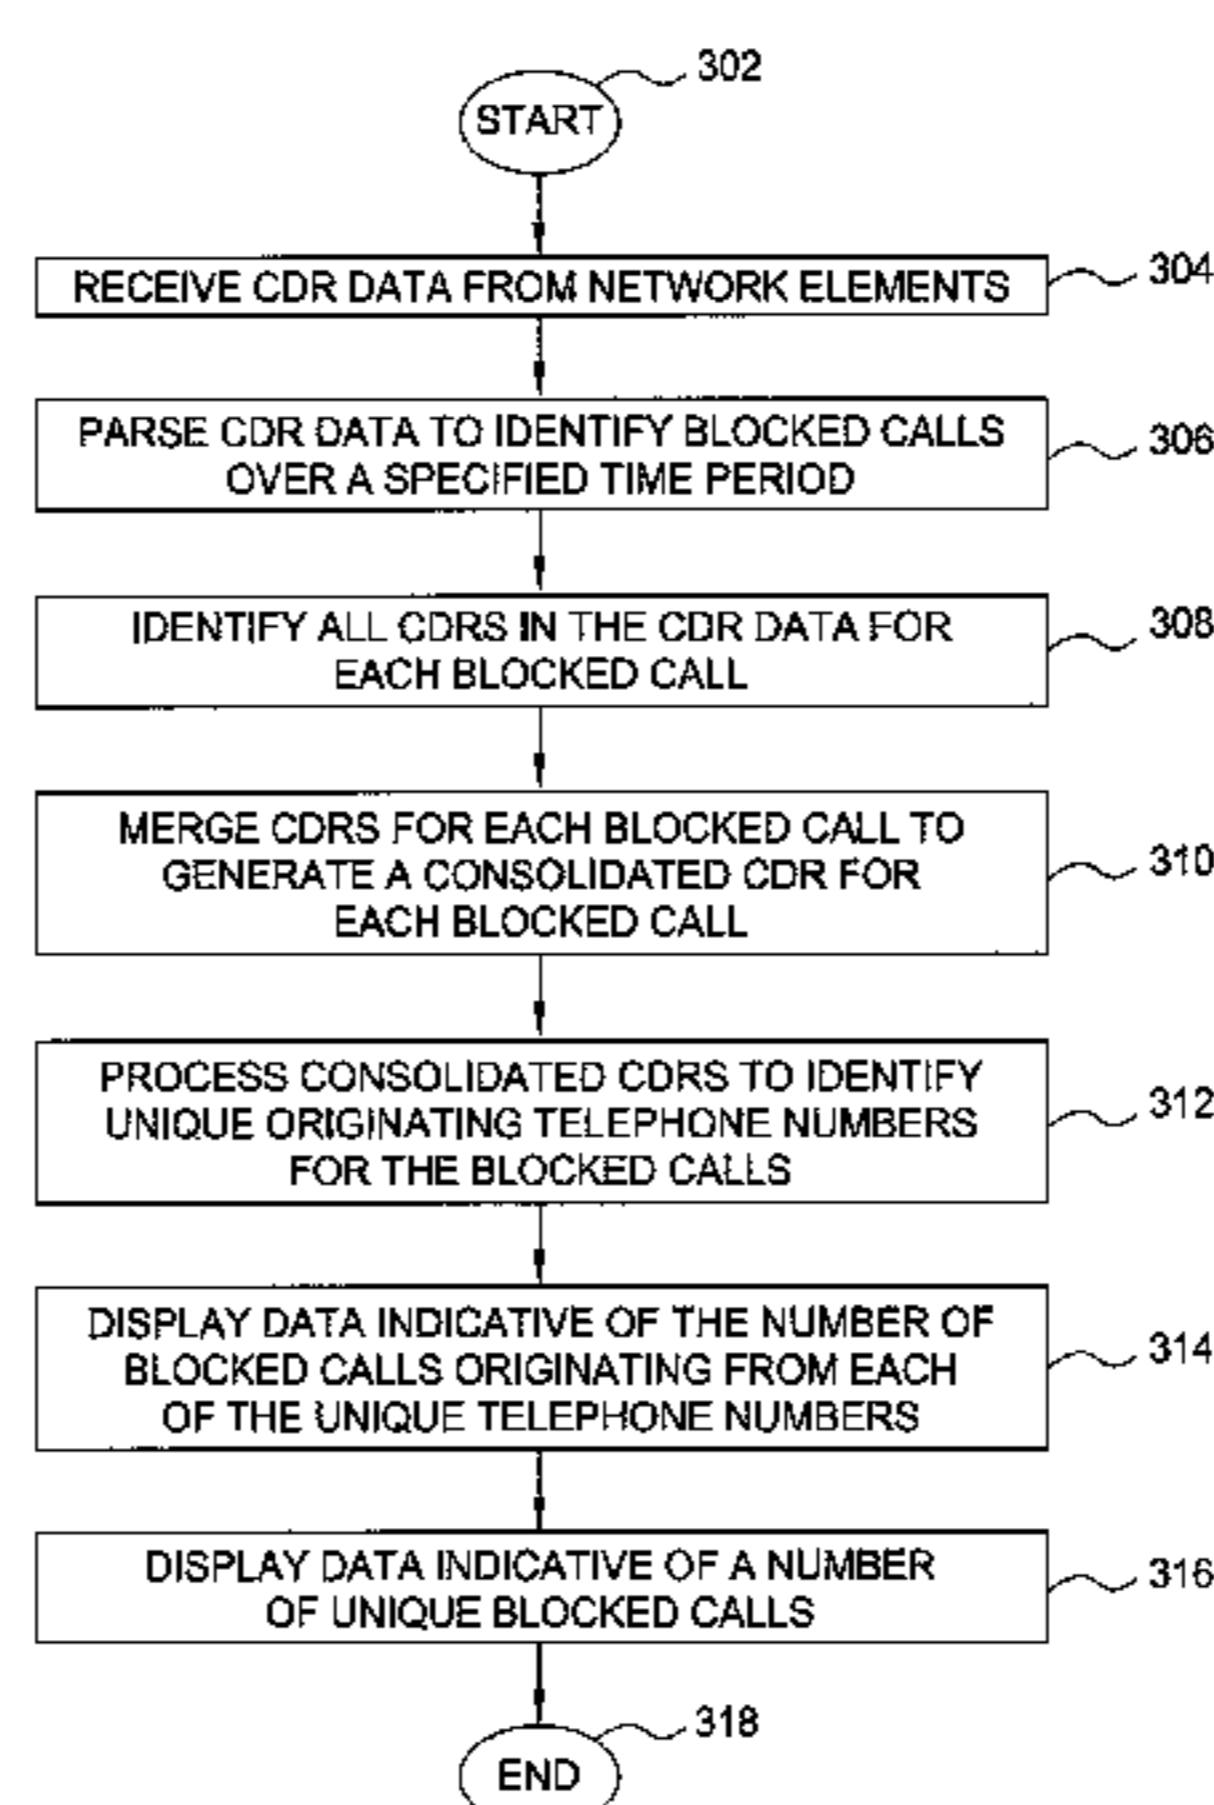 302
START
RECEIVE CDR DATA FROM NETWORK ELEMENTS
304
PARSE CDR DATA TO IDENTIFY BLOCKED CALLS
OVER A SPECIFIED TIME PERIOD
306
IDENTIFY ALL CDRS IN THE CDR DATA FOR
EACH BLOCKED CALL
308
MERGE CDRS FOR EACH BLOCKED CALL TO
GENERATE A CONSOLIDATED CDR FOR
EACH BLOCKED CALL
310
PROCESS CONSOLIDATED CDRS TO IDENTIFY
UNIQUE ORIGINATING TELEPHONE NUMBERS
FOR THE BLOCKED CALLS
312
DISPLAY DATA INDICATIVE OF THE NUMBER OF
BLOCKED CALLS ORIGINATING FROM EACH
OF THE UNIQUE TELEPHONE NUMBERS
314
DISPLAY DATA INDICATIVE OF A NUMBER
OF UNIQUE BLOCKED CALLS
316
318
END